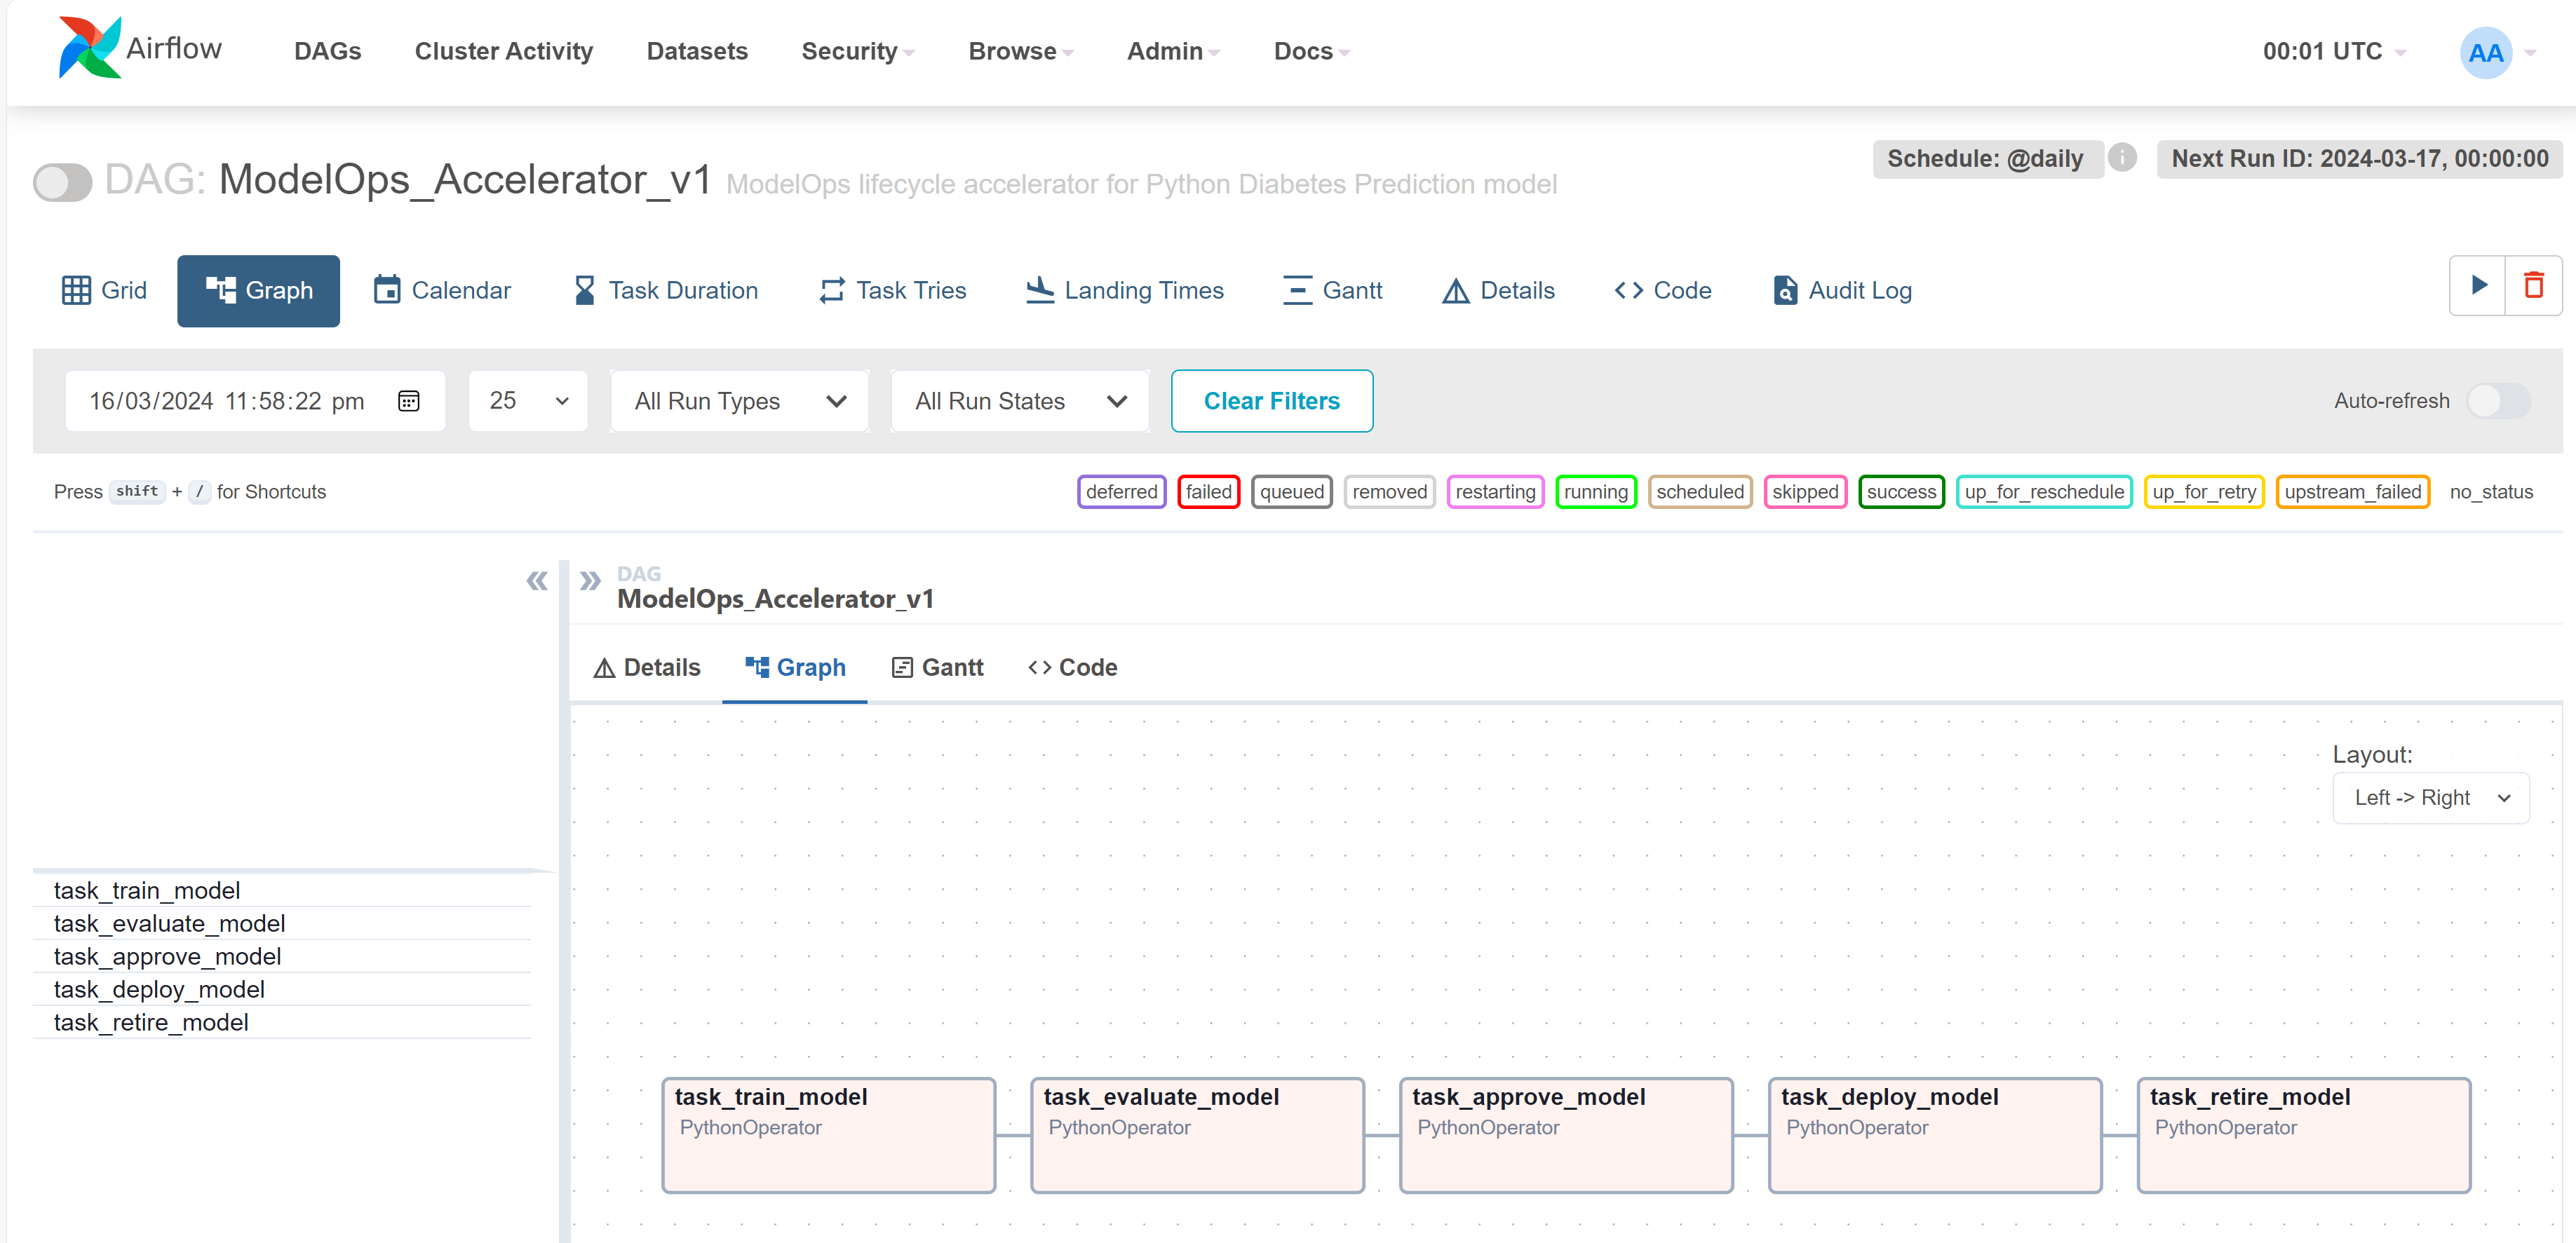 Airflow DAGs Cluster Activity Datasets Security Browse Admin Docs 00:01 UTC AA
Schedule: @daily i Next Run ID: 2024-03-17, 00:00:00
DAG: ModelOps_Accelerator_v1 ModelOps lifecycle accelerator for Python Diabetes Prediction model
Grid Graph Calendar Task Duration Task Tries Landing Times Gantt Details Code Audit Log
16/03/2024 11:58:22 pm 25 All Run Types All Run States Clear Filters Auto-refresh
Press shift + / for Shortcuts deferred failed queued removed restarting running scheduled skipped success up_for_reschedule up_for_retry upstream_failed no_status
DAG
ModelOps_Accelerator_v1
Details Graph Gantt Code
Layout:
Left -> Right
task_train_model
task_evaluate_model
task_approve_model
task_deploy_model
task_retire_model
task_train_model
PythonOperator
task_evaluate_model
PythonOperator
task_approve_model
PythonOperator
task_deploy_model
PythonOperator
task_retire_model
PythonOperator